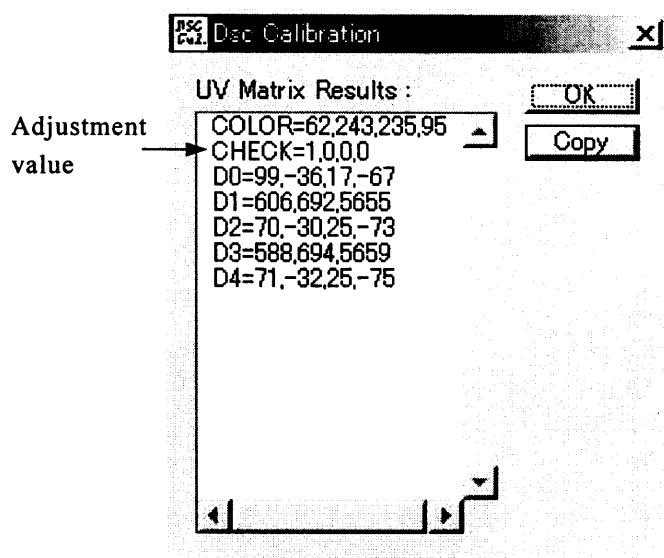 DSC
Cal.
Dsc Calibration
UV Matrix Results :
OK
Copy
Adjustment
value
COLOR=62,243,235,95
CHECK=1,0,0,0
D0=99,-36,17,-67
D1=606,692,5655
D2=70,-30,25,-73
D3=588,694,5659
D4=71,-32,25,-75